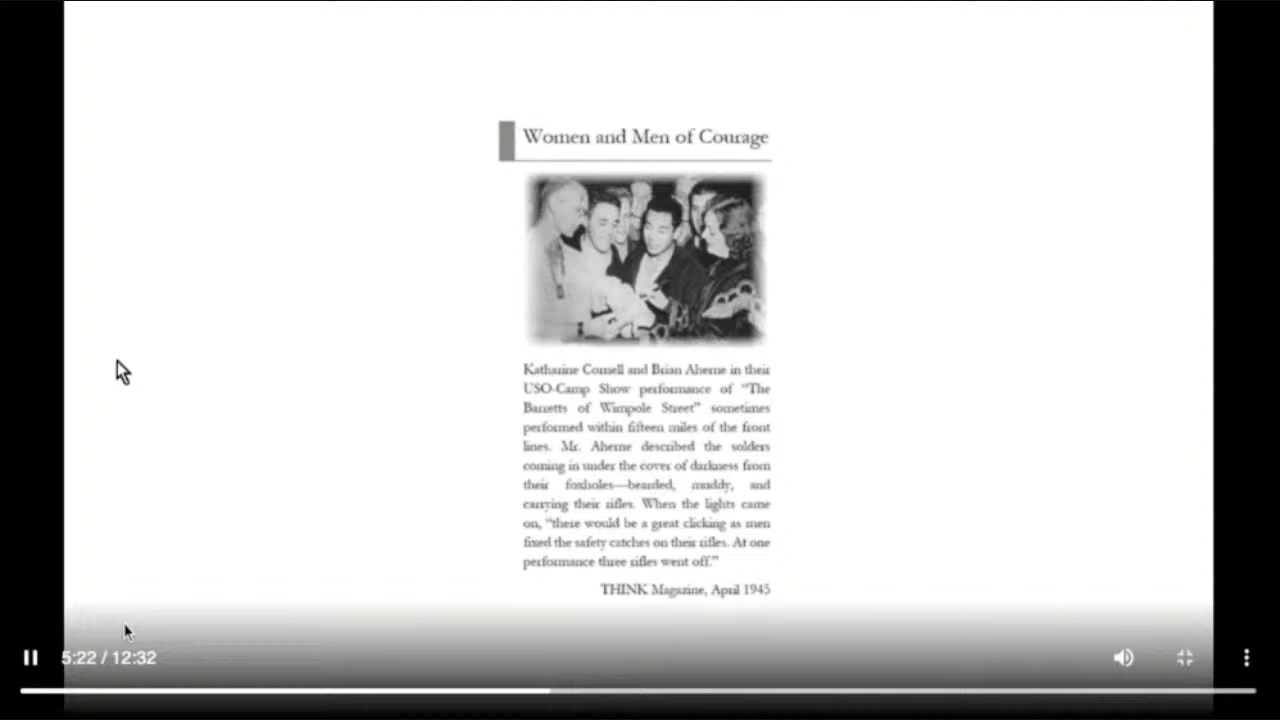 Women and Men of Courage
Katharine Cornell and Brian Aherne in their
USO-Camp Show performance of “The
Barretts of Wimpole Street” sometimes
performed within fifteen miles of the front
lines. Mr. Aherne described the solders
coming in under the cover of darkness from
their foxholes—bearded, muddy, and
carrying their rifles. When the lights came
on, “there would be a great clicking as men
fixed the safety catches on their rifles. At one
performance three rifles went off.”
THINK Magazine, April 1945
5:22 / 12:32